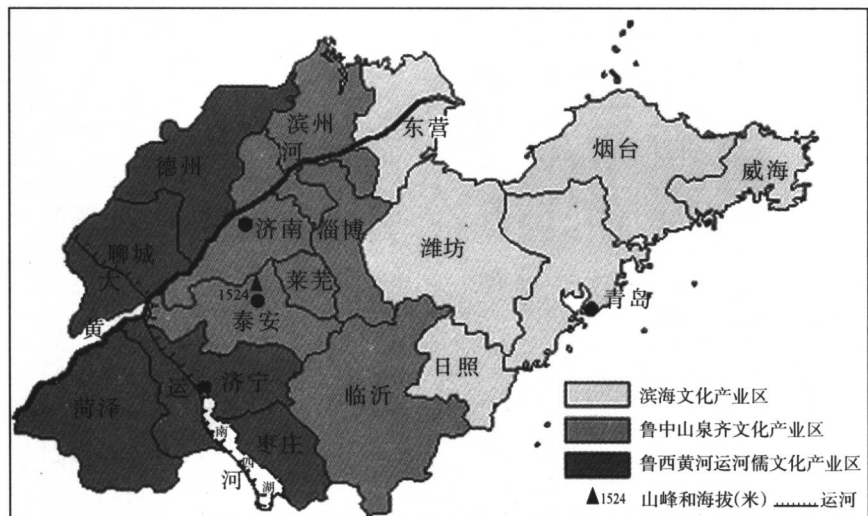 滨州
东营
德州
河
烟台
威海
济南
淄博
潍坊
聊城
大
莱芜
1524
泰安
青岛
黄
日照
运
济宁
临沂
菏泽
枣庄
南
四
湖
河
滨海文化产业区
鲁中山泉齐文化产业区
鲁西黄河运河儒文化产业区
1524 山峰和海拔(米) 运河